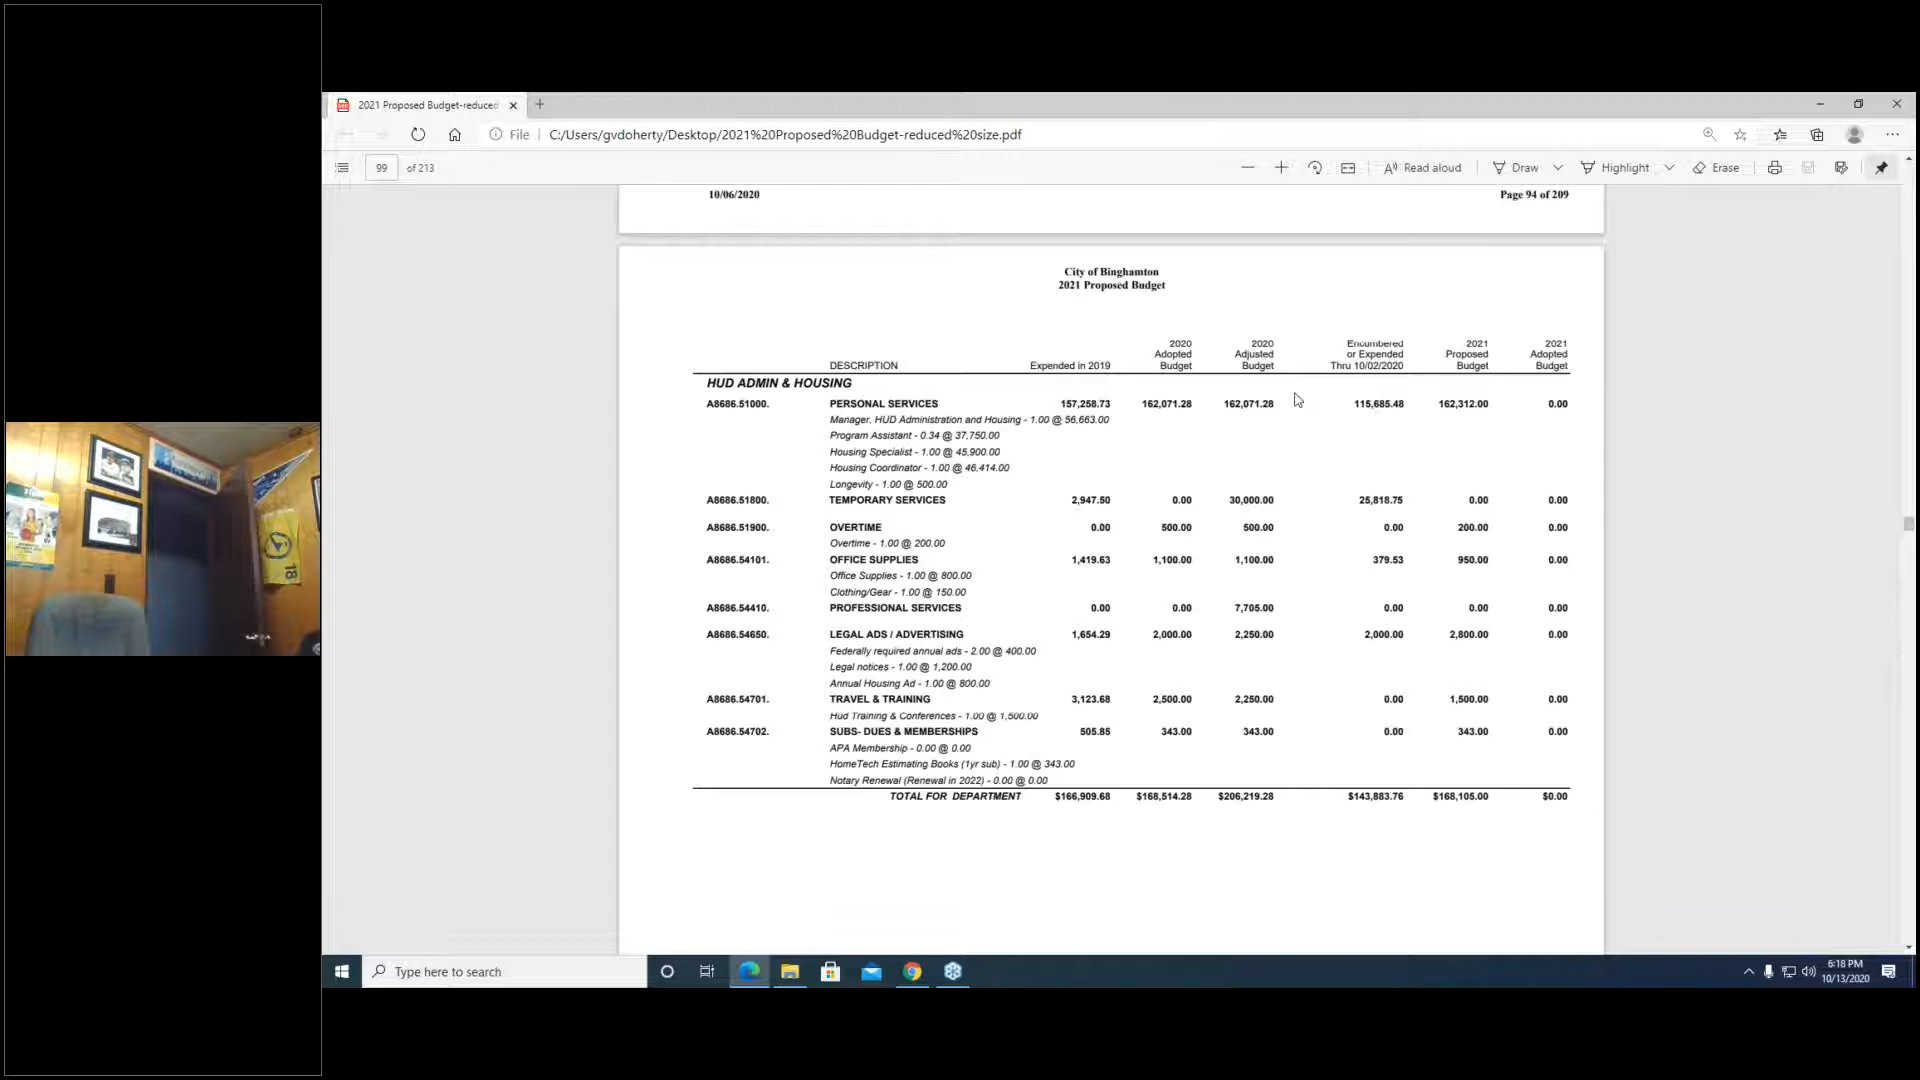 2021 Proposed Budget-reduced
File C:/Users/gvdoherty/Desktop/2021%20Proposed%20Budget-reduced%20size.pdf
99 of 213 Read aloud Draw Highlight Erase
10/06/2020 Page 94 of 209
City of Binghamton
2021 Proposed Budget
2020 2020 Encumbered 2021 2021
Adopted Adjusted or Expended Proposed Adopted
DESCRIPTION Expended in 2019 Budget Budget Thru 10/02/2020 Budget Budget
HUD ADMIN & HOUSING
A8686.51000. PERSONAL SERVICES 157,258.73 162,071.28 162,071.28 115,685.48 162,312.00 0.00
Manager, HUD Administration and Housing - 1.00 @ 56,663.00
Program Assistant - 0.34 @ 37,750.00
Housing Specialist - 1.00 @ 45,900.00
Housing Coordinator - 1.00 @ 46,414.00
Longevity - 1.00 @ 500.00
A8686.51800. TEMPORARY SERVICES 2,947.50 0.00 30,000.00 25,818.75 0.00 0.00
A8686.51900. OVERTIME 0.00 500.00 500.00 0.00 200.00 0.00
Overtime - 1.00 @ 200.00
A8686.54101. OFFICE SUPPLIES 1,419.63 1,100.00 1,100.00 379.53 950.00 0.00
Office Supplies - 1.00 @ 800.00
Clothing/Gear - 1.00 @ 150.00
A8686.54410. PROFESSIONAL SERVICES 0.00 0.00 7,705.00 0.00 0.00 0.00
A8686.54650. LEGAL ADS / ADVERTISING 1,654.29 2,000.00 2,250.00 2,000.00 2,800.00 0.00
Federally required annual ads - 2.00 @ 400.00
Legal notices - 1.00 @ 1,200.00
Annual Housing Ad - 1.00 @ 800.00
A8686.54701. TRAVEL & TRAINING 3,123.68 2,500.00 2,250.00 0.00 1,500.00 0.00
Hud Training & Conferences - 1.00 @ 1,500.00
A8686.54702. SUBS- DUES & MEMBERSHIPS 505.85 343.00 343.00 0.00 343.00 0.00
APA Membership - 0.00 @ 0.00
HomeTech Estimating Books (1yr sub) - 1.00 @ 343.00
Notary Renewal (Renewal in 2022) - 0.00 @ 0.00
TOTAL FOR DEPARTMENT $166,909.68 $168,514.28 $206,219.28 $143,883.76 $168,105.00 $0.00
18
Type here to search
6:18 PM
10/13/2020